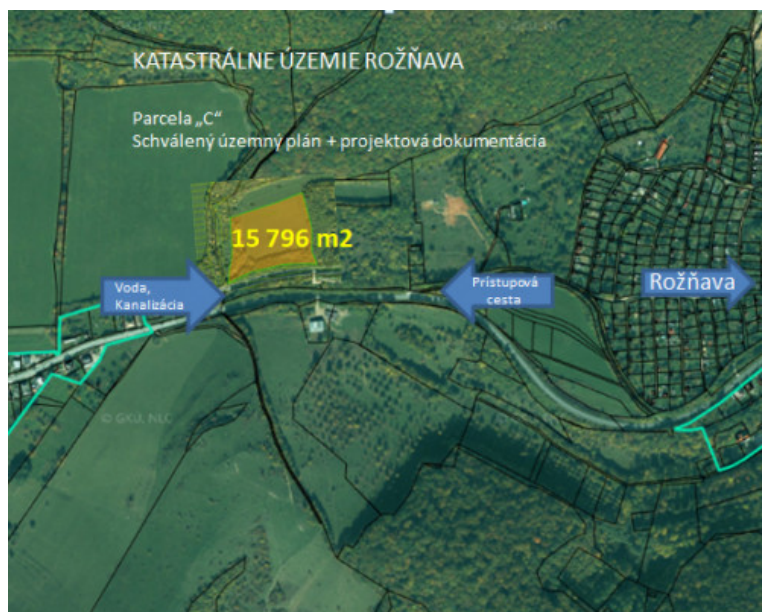 KATASTRÁLNE ÚZEMIE ROŽŇAVA
Parcela „C“
Schválený územný plán + projektová dokumentácia
15 796 m2
Voda,
Kanalizácia
Prístupová
cesta
Rožňava
© GKÚ, NLC